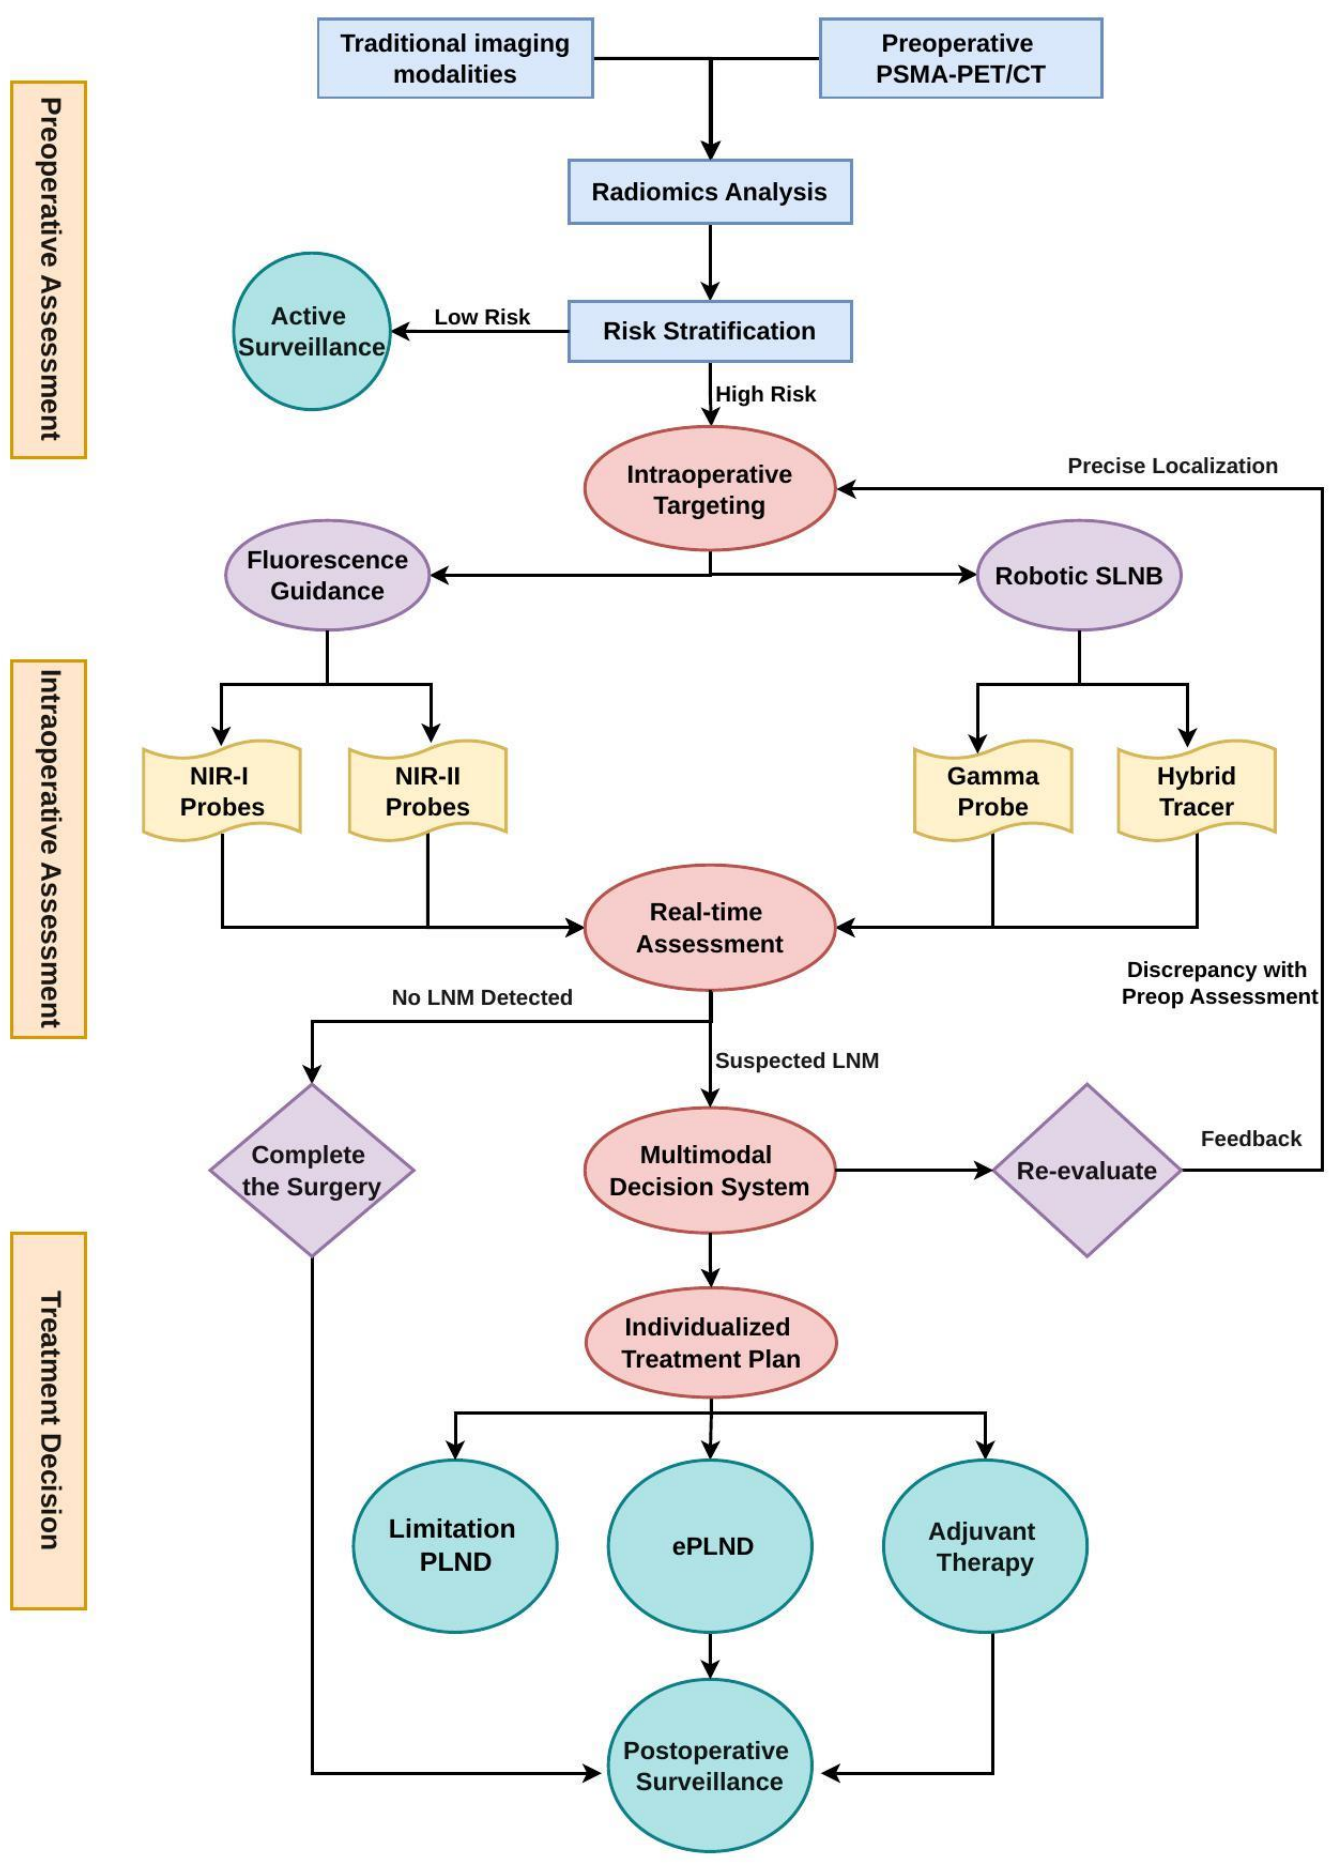 Traditional imaging
modalities
Preoperative
PSMA-PET/CT
Preoperative Assessment
Radiomics Analysis
Active
Surveillance
Low Risk
Risk Stratification
High Risk
Intraoperative
Targeting
Precise Localization
Fluorescence
Guidance
Robotic SLNB
Intraoperative Assessment
NIR-I
Probes
NIR-II
Probes
Gamma
Probe
Hybrid
Tracer
Real-time
Assessment
Discrepancy with
Preop Assessment
No LNM Detected
Suspected LNM
Complete
the Surgery
Multimodal
Decision System
Re-evaluate
Feedback
Treatment Decision
Individualized
Treatment Plan
Limitation
PLND
ePLND
Adjuvant
Therapy
Postoperative
Surveillance